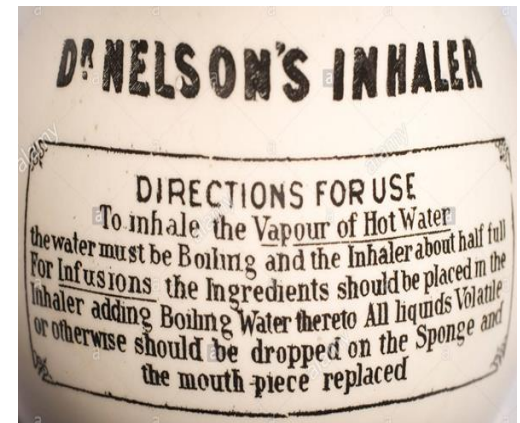 DR NELSON'S INHALER
DIRECTIONS FOR USE
To inhale the Vapour of Hot Water
the water must be Boiling and the Inhaler about half full
For Infusions the Ingredients should be placed in the
Inhaler adding Boiling Water thereto All liquids Volatile
or otherwise should be dropped on the Sponge and
the mouth-piece replaced
alamy